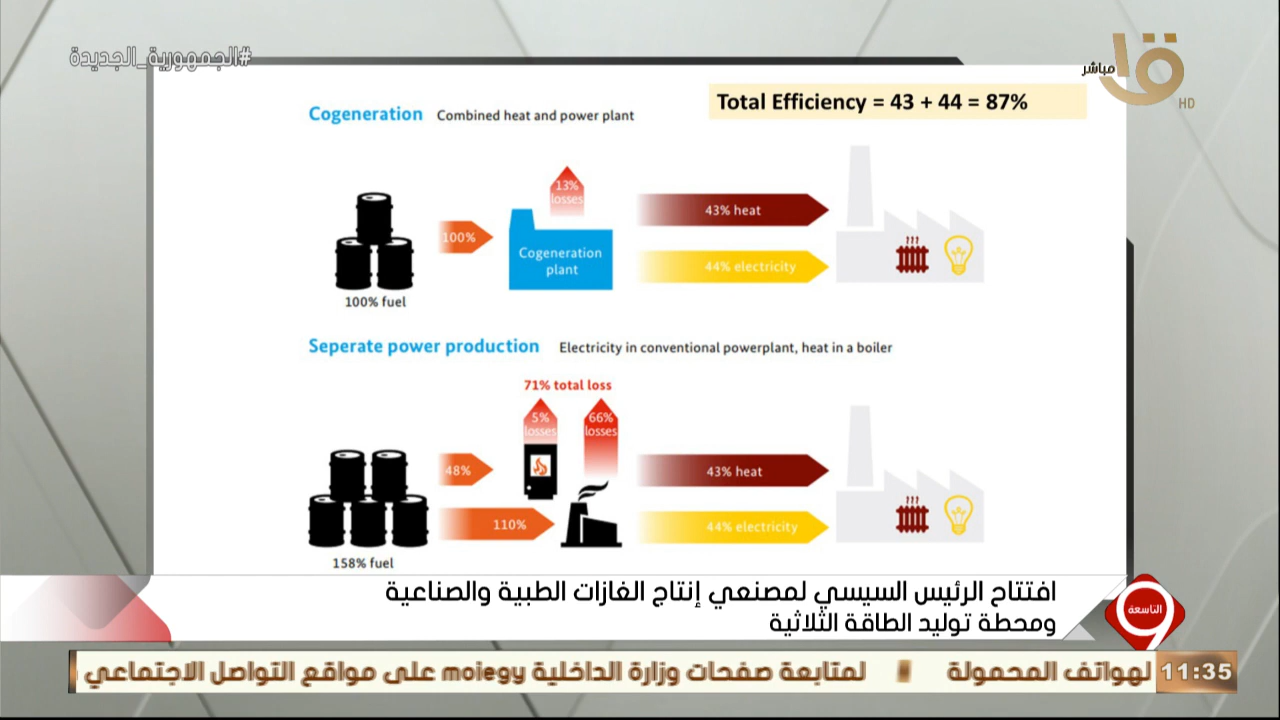 #الجمهورية_الجديدة
مباشر
HD
Total Efficiency = 43 + 44 = 87%
Cogeneration Combined heat and power plant
13%
losses
43% heat
100%
Cogeneration
plant
44% electricity
100% fuel
Seperate power production Electricity in conventional powerplant, heat in a boiler
71% total loss
5%
losses
66%
losses
48%
43% heat
110%
44% electricity
158% fuel
افتتاح الرئيس السيسي لمصنعي إنتاج الغازات الطبية والصناعية
ومحطة توليد الطاقة الثلاثية
التاسعة
11:35
لهواتف المحمولة
لمتابعة صفحات وزارة الداخلية moiegy على مواقع التواصل الاجتماعي